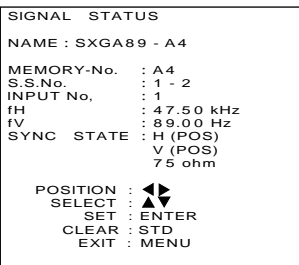 SIGNAL STATUS
NAME : SXGA89 - A4
MEMORY-No. : A4
S.S.No. : 1 - 2
INPUT No, : 1
fH : 47.50 kHz
fV : 89.00 Hz
SYNC STATE : H (POS)
V (POS)
75 ohm
POSITION : ◀▶
SELECT : ▲▼
SET : ENTER
CLEAR : STD
EXIT : MENU